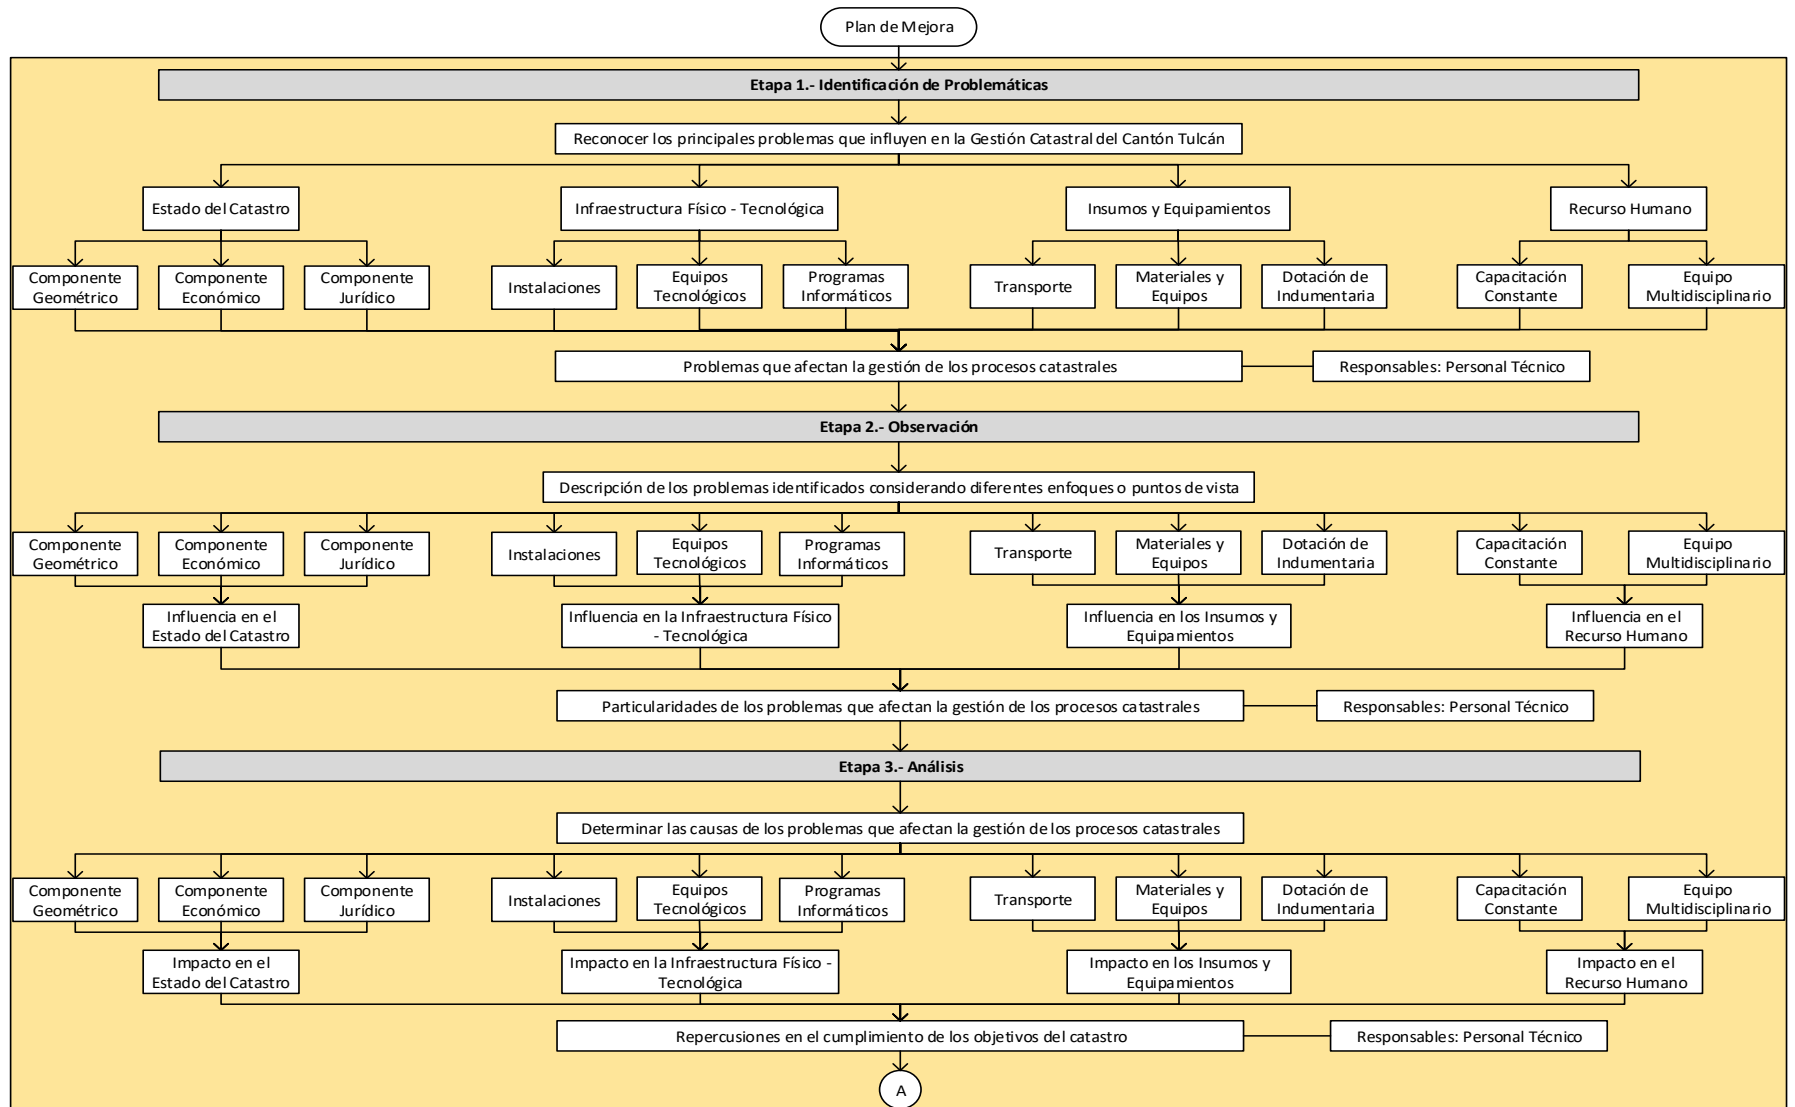 Plan de Mejora
Etapa 1.- Identificación de Problemáticas
Reconocer los principales problemas que influyen en la Gestión Catastral del Cantón Tulcán
Estado del Catastro
Infraestructura Físico - Tecnológica
Insumos y Equipamientos
Recurso Humano
Componente
Geométrico
Componente
Económico
Componente
Jurídico
Instalaciones
Equipos
Tecnológicos
Programas
Informáticos
Transporte
Materiales y
Equipos
Dotación de
Indumentaria
Capacitación
Constante
Equipo
Multidisciplinario
Problemas que afectan la gestión de los procesos catastrales
Responsables: Personal Técnico
Etapa 2.- Observación
Descripción de los problemas identificados considerando diferentes enfoques o puntos de vista
Componente
Geométrico
Componente
Económico
Componente
Jurídico
Instalaciones
Equipos
Tecnológicos
Programas
Informáticos
Transporte
Materiales y
Equipos
Dotación de
Indumentaria
Capacitación
Constante
Equipo
Multidisciplinario
Influencia en el
Estado del Catastro
Influencia en la Infraestructura Físico
- Tecnológica
Influencia en los Insumos y
Equipamientos
Influencia en el
Recurso Humano
Particularidades de los problemas que afectan la gestión de los procesos catastrales
Responsables: Personal Técnico
Etapa 3.- Análisis
Determinar las causas de los problemas que afectan la gestión de los procesos catastrales
Componente
Geométrico
Componente
Económico
Componente
Jurídico
Instalaciones
Equipos
Tecnológicos
Programas
Informáticos
Transporte
Materiales y
Equipos
Dotación de
Indumentaria
Capacitación
Constante
Equipo
Multidisciplinario
Impacto en el
Estado del Catastro
Impacto en la Infraestructura Físico -
Tecnológica
Impacto en los Insumos y
Equipamientos
Impacto en el
Recurso Humano
Repercusiones en el cumplimiento de los objetivos del catastro
Responsables: Personal Técnico
A